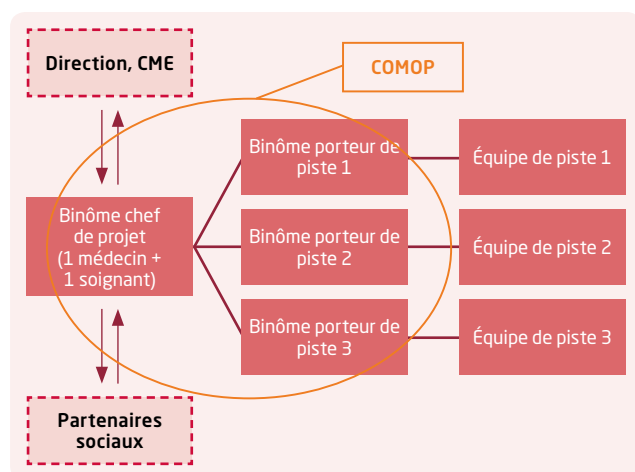 Direction, CME
COMOP
Binôme chef
de projet
(1 médecin +
1 soignant)
Binôme porteur de
piste 1
Équipe de piste 1
Binôme porteur de
piste 2
Équipe de piste 2
Binôme porteur de
piste 3
Équipe de piste 3
Partenaires
sociaux